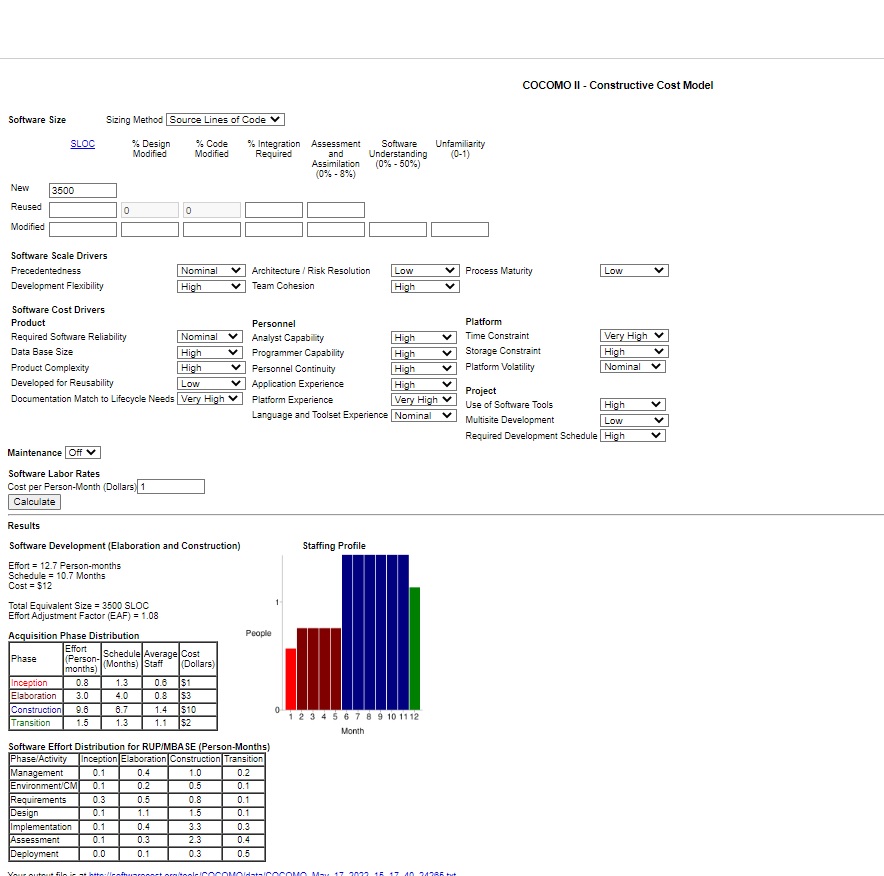 COCOMO II - Constructive Cost Model
Software Size Sizing Method Source Lines of Code
SLOC % Design Modified % Code Modified % Integration Required Assessment and Assimilation (0% - 8%) Software Understanding (0% - 50%) Unfamiliarity (0-1)
New 3500
Reused 0 0
Modified
Software Scale Drivers
Precedentedness Nominal Architecture / Risk Resolution Low Process Maturity Low
Development Flexibility High Team Cohesion High
Software Cost Drivers
Product
Required Software Reliability Nominal
Data Base Size High
Product Complexity High
Developed for Reusability Low
Documentation Match to Lifecycle Needs Very High
Personnel
Analyst Capability High
Programmer Capability High
Personnel Continuity High
Application Experience High
Platform Experience Very High
Language and Toolset Experience Nominal
Platform
Time Constraint Very High
Storage Constraint High
Platform Volatility Nominal
Project
Use of Software Tools High
Multisite Development Low
Required Development Schedule High
Maintenance Off
Software Labor Rates
Cost per Person-Month (Dollars) 1
Calculate
Results
Software Development (Elaboration and Construction)
Effort = 12.7 Person-months
Schedule = 10.7 Months
Cost = $12
Total Equivalent Size = 3500 SLOC
Effort Adjustment Factor (EAF) = 1.08
Acquisition Phase Distribution
Phase Effort (Person-months) Schedule (Months) Average Staff Cost (Dollars)
Inception 0.8 1.3 0.6 $1
Elaboration 3.0 4.0 0.8 $3
Construction 9.6 6.7 1.4 $10
Transition 1.5 1.3 1.1 $2
Staffing Profile
1
People
0
1 2 3 4 5 6 7 8 9 10 11 12
Month
Software Effort Distribution for RUP/MBASE (Person-Months)
Phase/Activity Inception Elaboration Construction Transition
Management 0.1 0.4 1.0 0.2
Environment/CM 0.1 0.2 0.5 0.1
Requirements 0.3 0.5 0.8 0.1
Design 0.1 1.1 1.5 0.1
Implementation 0.1 0.4 3.3 0.3
Assessment 0.1 0.3 2.3 0.4
Deployment 0.0 0.1 0.3 0.5
Your output file is at